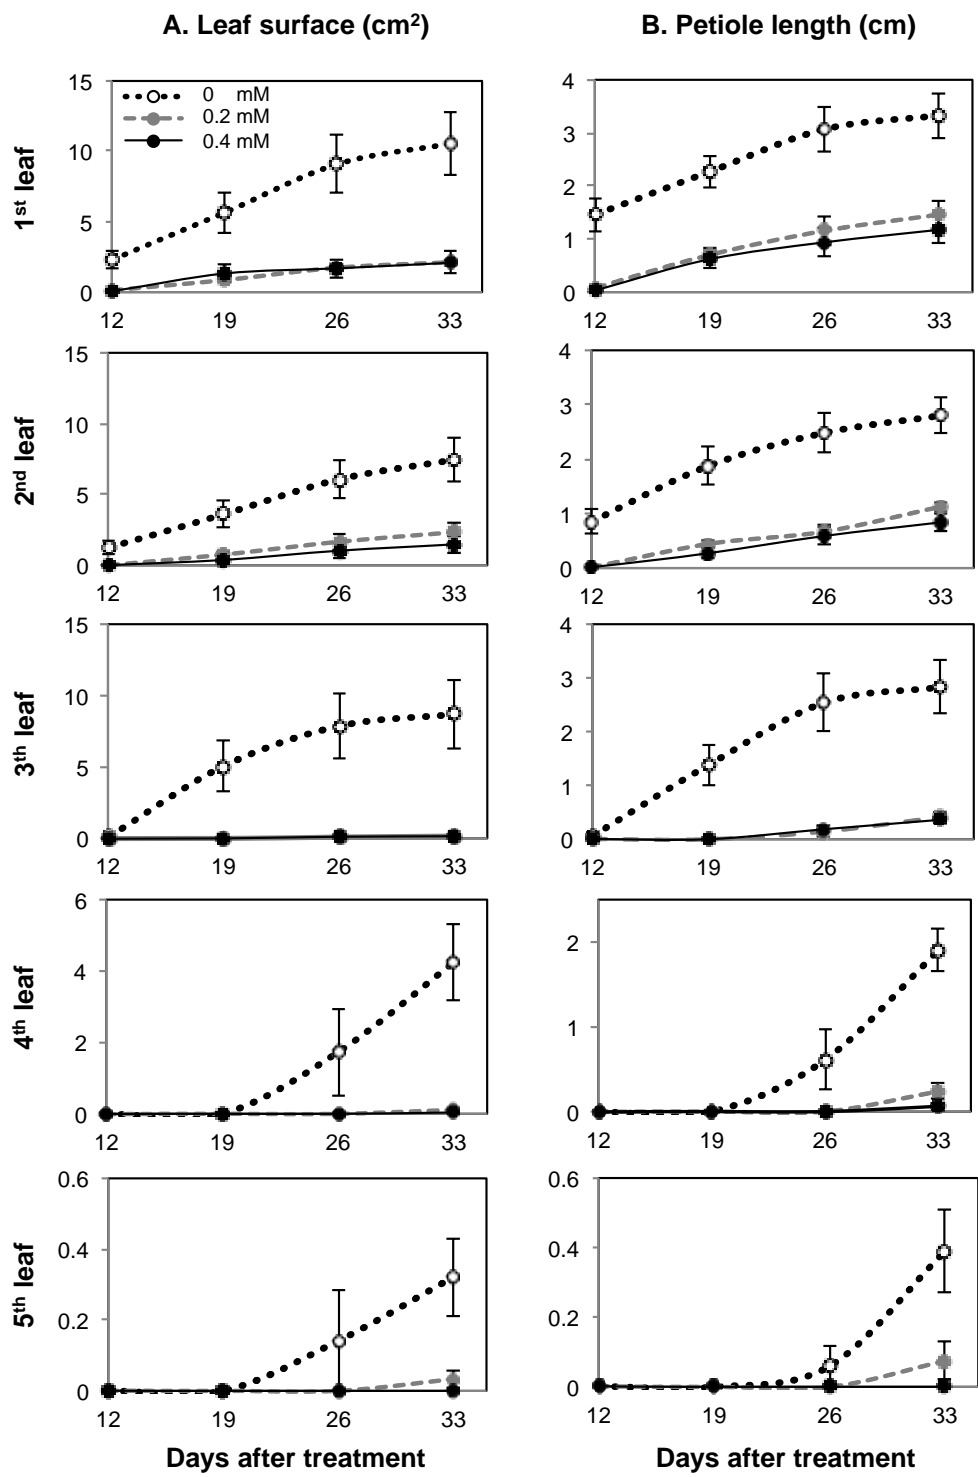 A. Leaf surface (cm²)
B. Petiole length (cm)
1st leaf
15
10
5
0
0 mM
0.2 mM
0.4 mM
12 19 26 33
4
3
2
1
0
12 19 26 33
2nd leaf
15
10
5
0
12 19 26 33
4
3
2
1
0
12 19 26 33
3th leaf
15
10
5
0
12 19 26 33
4
3
2
1
0
12 19 26 33
4th leaf
6
4
2
0
12 19 26 33
2
1
0
12 19 26 33
5th leaf
0.6
0.4
0.2
0
12 19 26 33
0.6
0.4
0.2
0
12 19 26 33
Days after treatment
Days after treatment